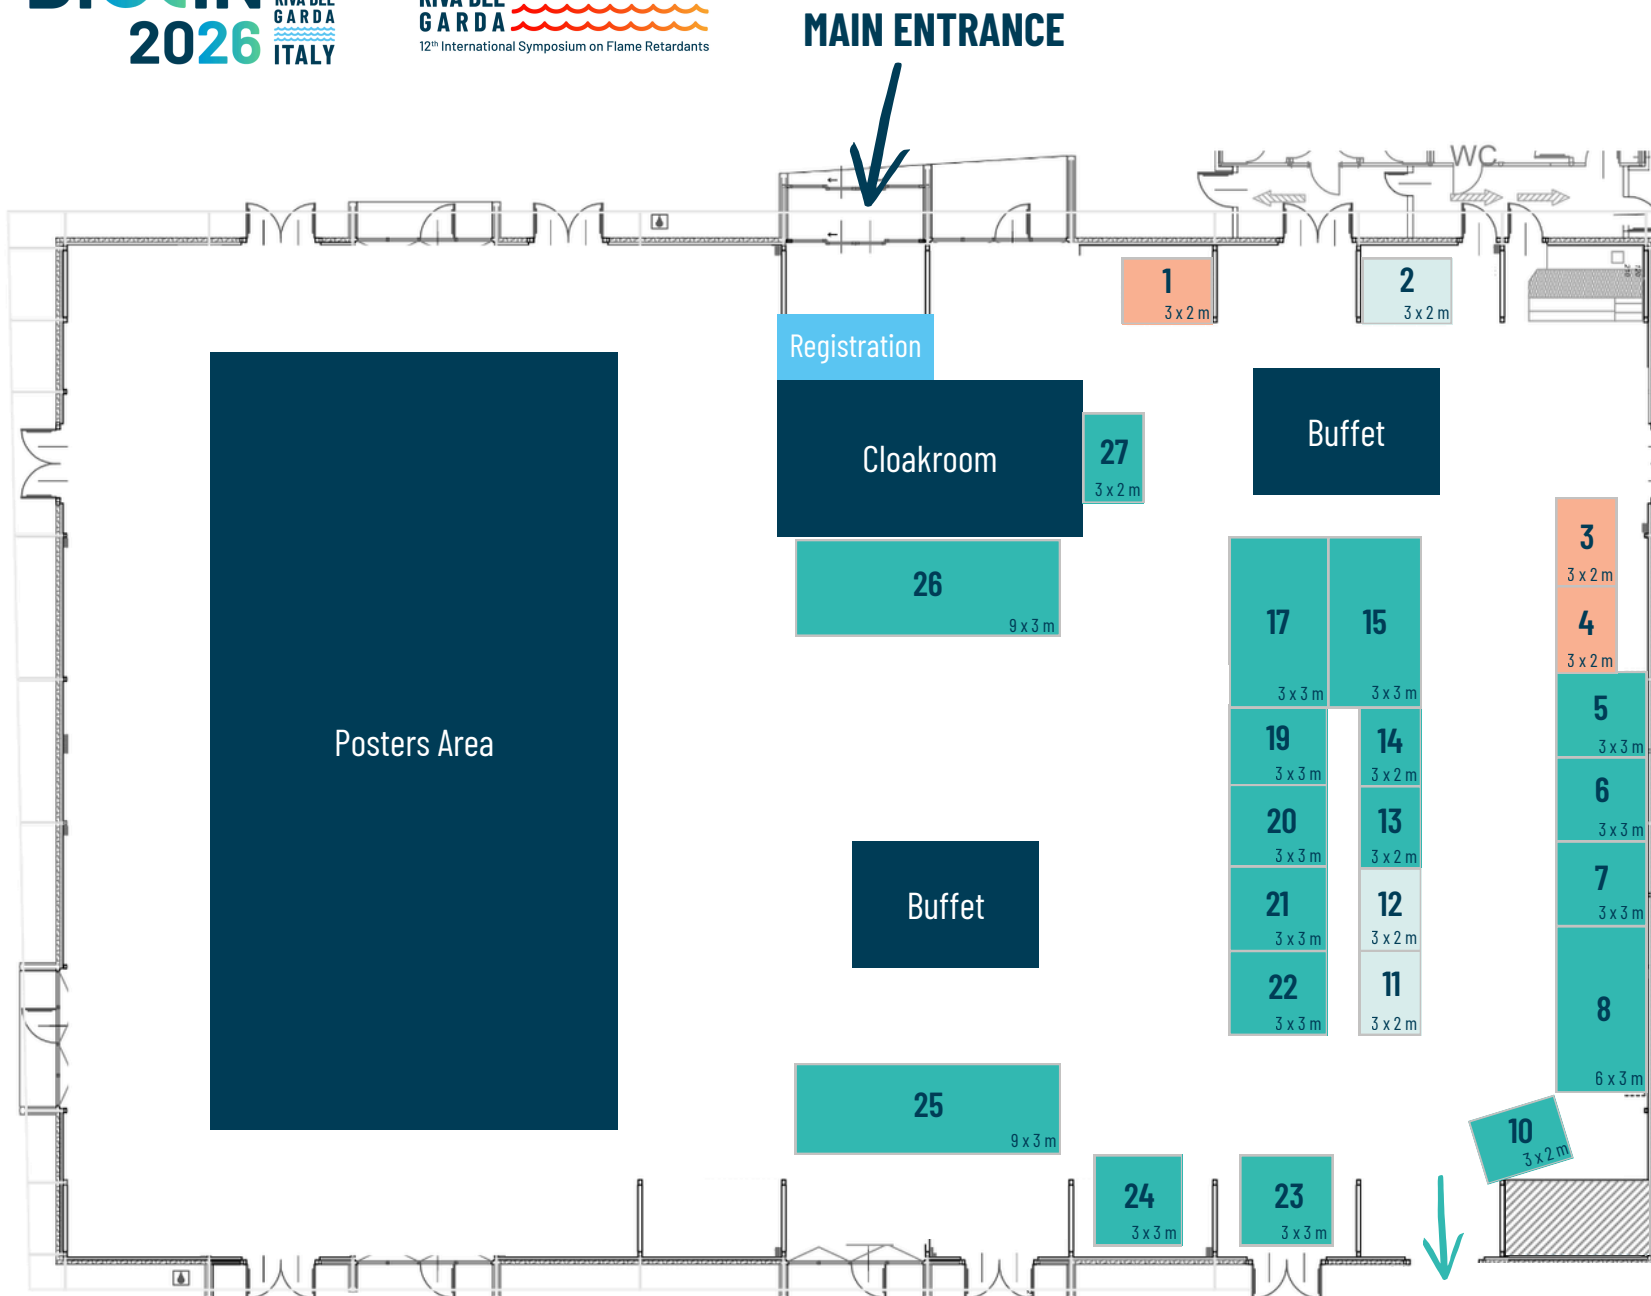 RIVA DEL
GARDA
ITALY
2026
RIVA DEL
GARDA
12th International Symposium on Flame Retardants
MAIN ENTRANCE
WC
1
3 x 2 m
2
3 x 2 m
Registration
Cloakroom
27
3 x 2 m
Buffet
26
9 x 3 m
3
3 x 2 m
4
3 x 2 m
17
3 x 3 m
15
3 x 3 m
5
3 x 3 m
Posters Area
19
3 x 3 m
14
3 x 2 m
6
3 x 3 m
20
3 x 3 m
13
3 x 2 m
7
3 x 3 m
Buffet
21
3 x 3 m
12
3 x 2 m
22
3 x 3 m
11
3 x 2 m
8
6 x 3 m
25
9 x 3 m
10
3 x 2 m
24
3 x 3 m
23
3 x 3 m